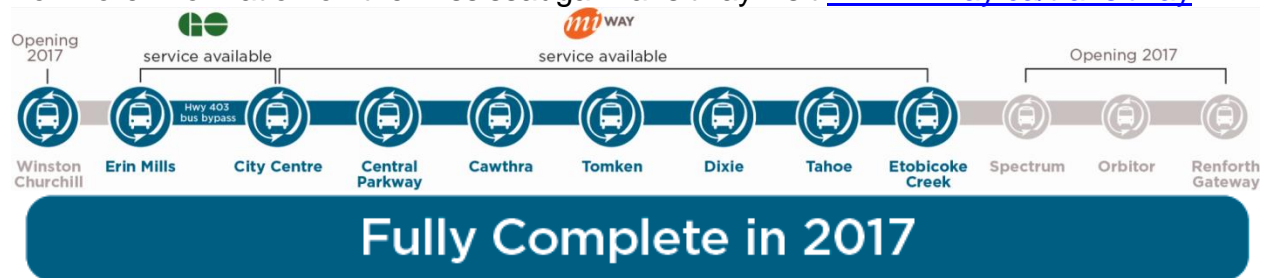 Opening
2017
GO
service available
mi WAY
service available
Opening 2017
Hwy 403
bus bypass
Winston
Churchill
Erin Mills
City Centre
Central
Parkway
Cawthra
Tomken
Dixie
Tahoe
Etobicoke
Creek
Spectrum
Orbitor
Renforth
Gateway
Fully Complete in 2017